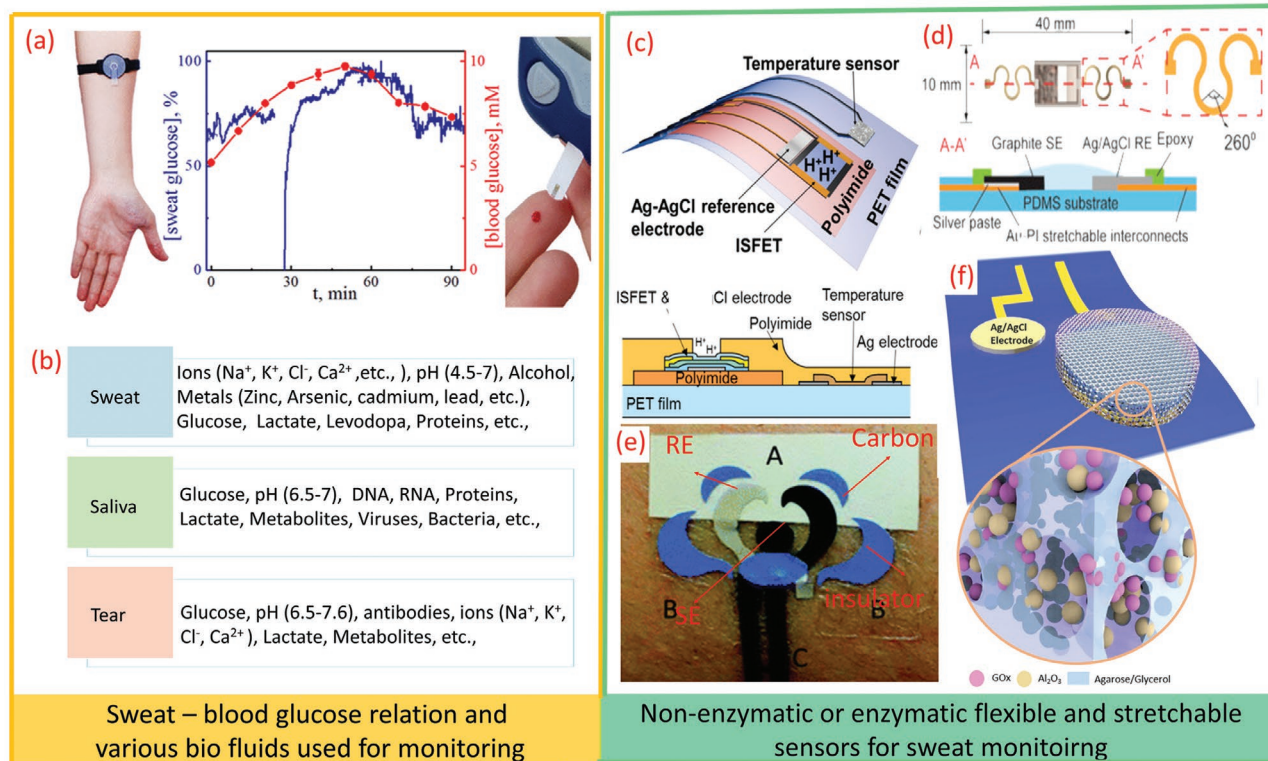 (a)
[sweat glucose], %
100
50
0
10
8
6
4
2
0
[blood glucose], mM
0
30
60
90
t, min
(b)
Sweat
Ions (Na⁺, K⁺, Cl⁻, Ca²⁺ ,etc., ), pH (4.5-7), Alcohol,
Metals (Zinc, Arsenic, cadmium, lead, etc.),
Glucose, Lactate, Levodopa, Proteins, etc.,
Saliva
Glucose, pH (6.5-7), DNA, RNA, Proteins,
Lactate, Metabolites, Viruses, Bacteria, etc.,
Tear
Glucose, pH (6.5-7.6), antibodies, ions (Na⁺, K⁺,
Cl⁻, Ca²⁺), Lactate, Metabolites, etc.,
Sweat – blood glucose relation and
various bio fluids used for monitoring
(c)
Temperature sensor
H⁺ H⁺
H⁺ H⁺
Ag-AgCl reference
electrode
ISFET
Polyimide
PET film
ISFET &
Cl electrode
Polyimide
Temperature
sensor
Ag electrode
H⁺ H⁺
Polyimide
PET film
(d)
40 mm
10 mm
A
A'
260⁰
A-A'
Graphite SE
Ag/AgCl RE
Epoxy
PDMS substrate
Silver paste
Au-PI stretchable interconnects
(e)
RE
A
Carbon
B
SE
insulator
B
C
(f)
Ag/AgCl
Electrode
GOx
Al₂O₃
Agarose/Glycerol
Non-enzymatic or enzymatic flexible and stretchable
sensors for sweat monitoirng